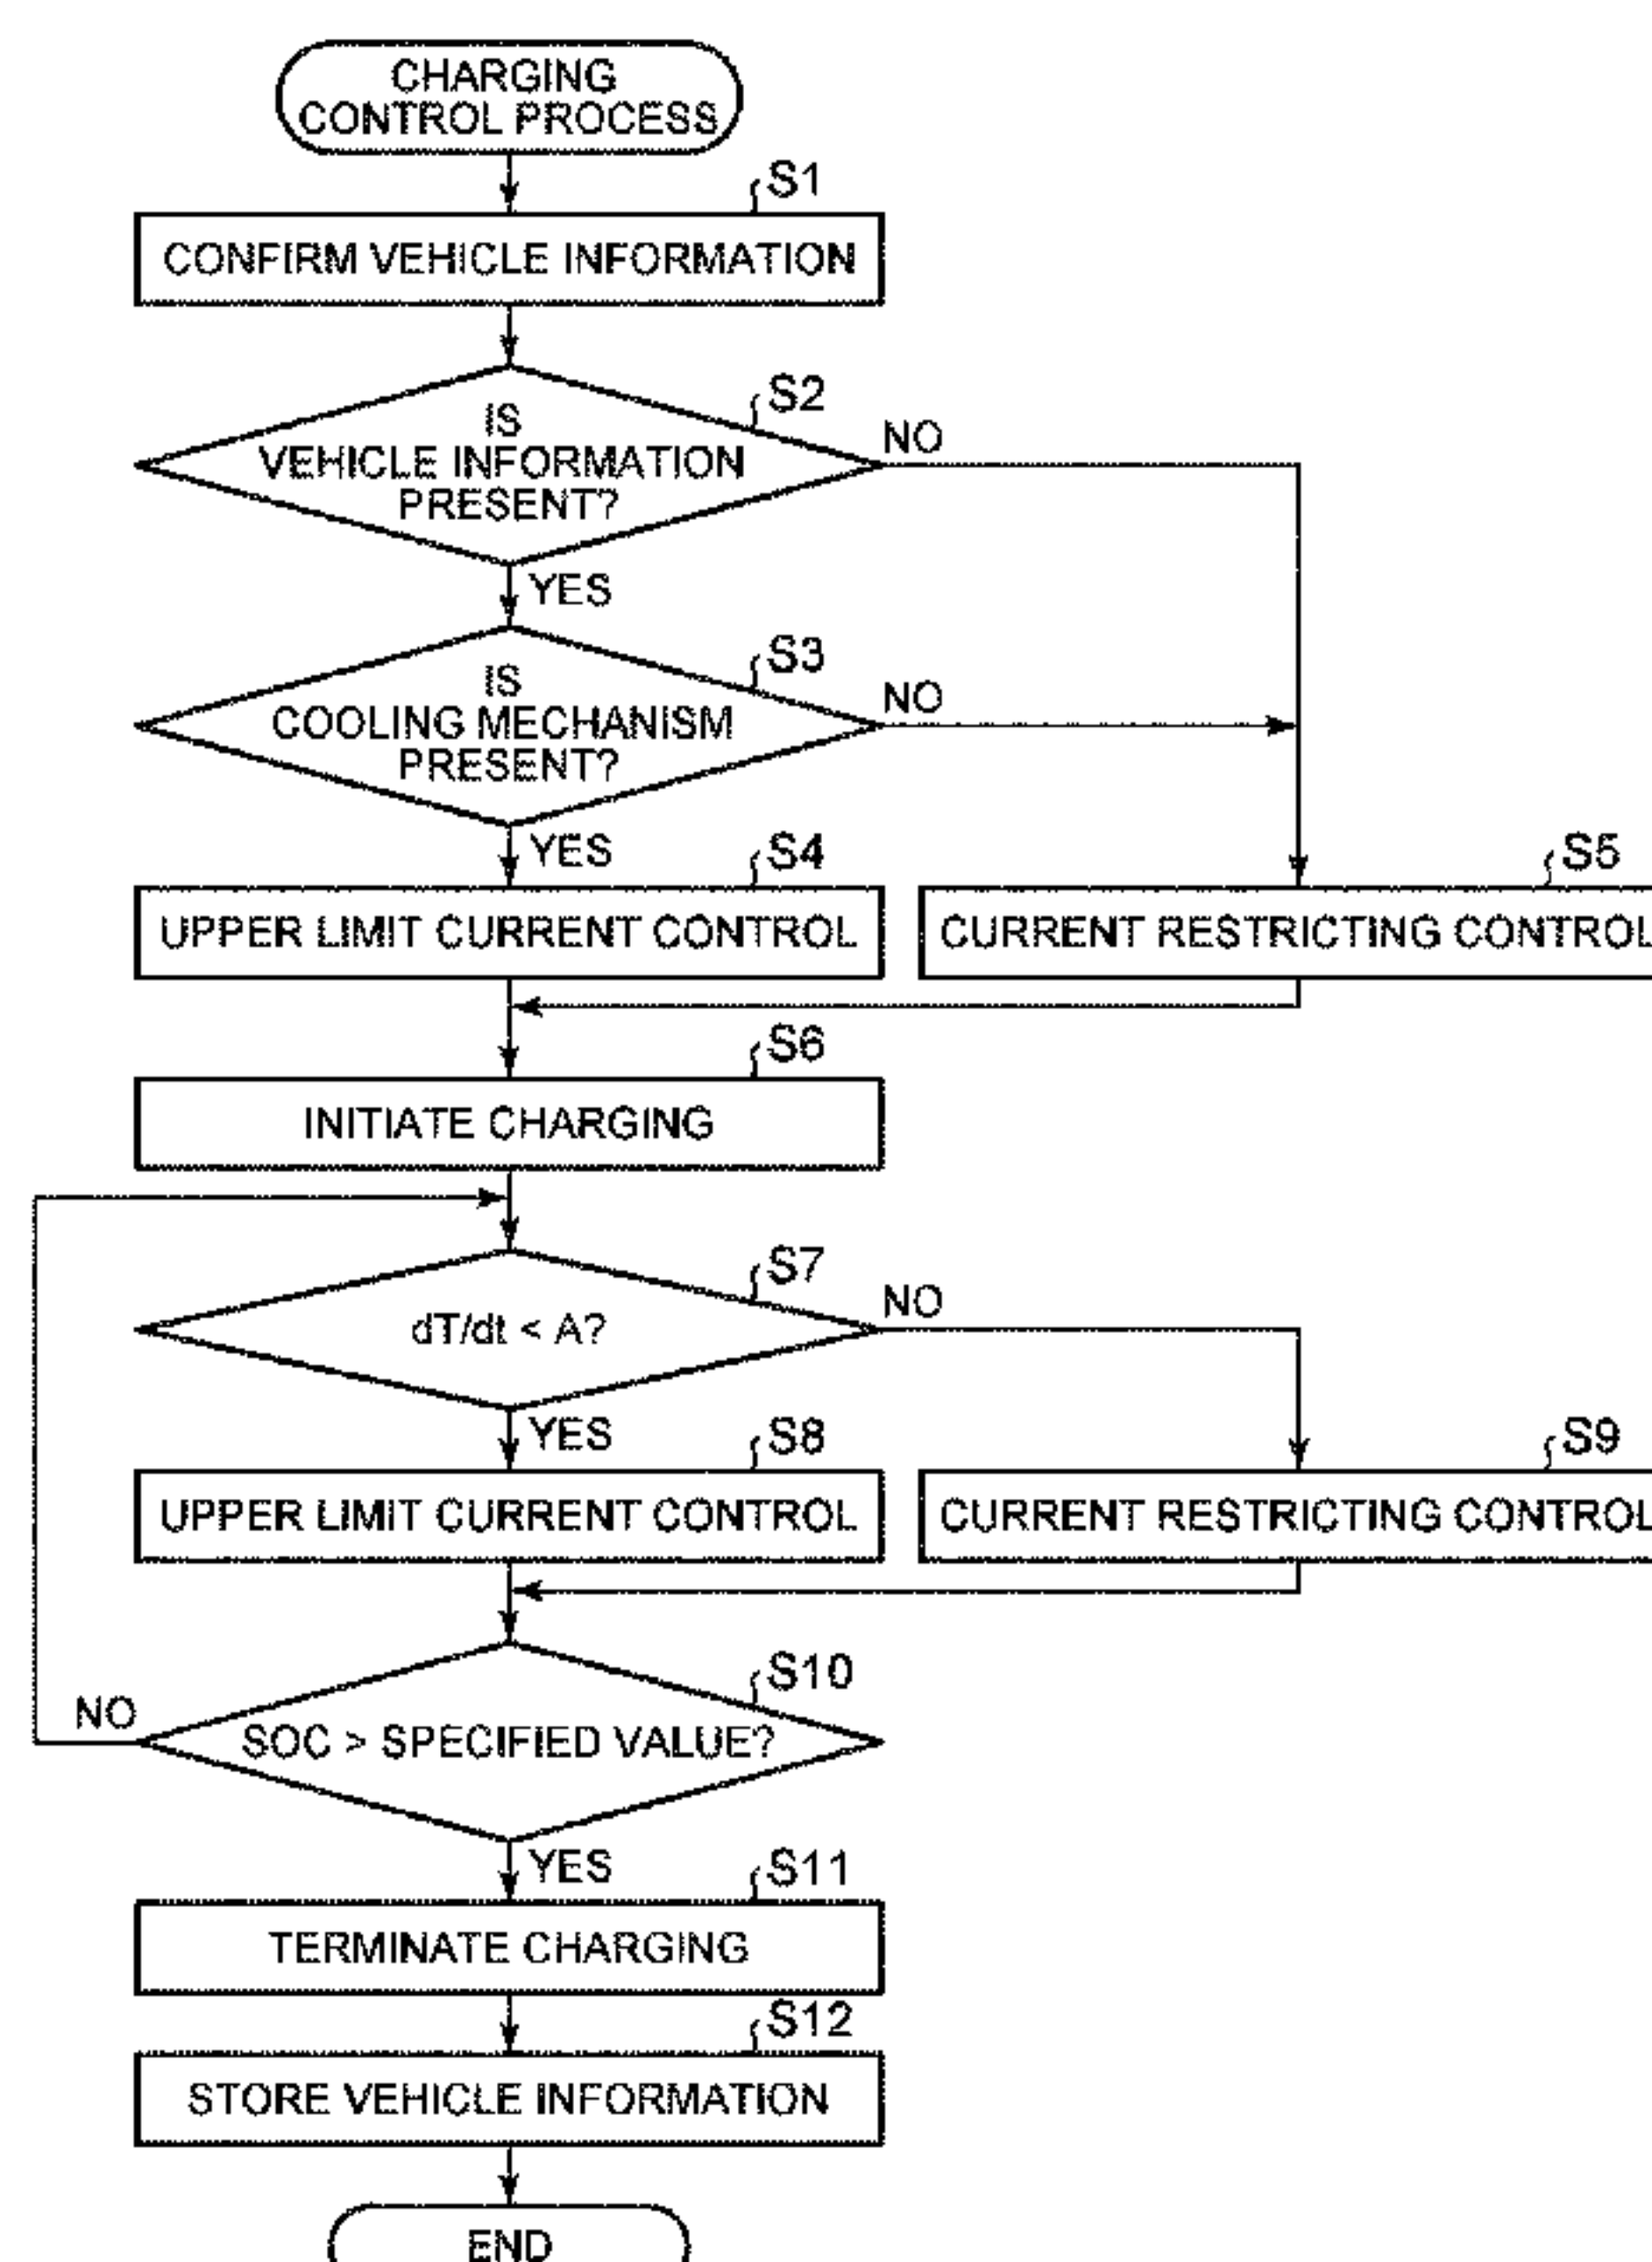 CHARGING
CONTROL PROCESS
S1
CONFIRM VEHICLE INFORMATION
S2
IS
VEHICLE INFORMATION
PRESENT?
NO
YES
S3
IS
COOLING MECHANISM
PRESENT?
NO
YES
S4
UPPER LIMIT CURRENT CONTROL
S5
CURRENT RESTRICTING CONTROL
S6
INITIATE CHARGING
S7
dT/dt < A?
NO
YES
S8
UPPER LIMIT CURRENT CONTROL
S9
CURRENT RESTRICTING CONTROL
S10
SOC > SPECIFIED VALUE?
NO
YES
S11
TERMINATE CHARGING
S12
STORE VEHICLE INFORMATION
END